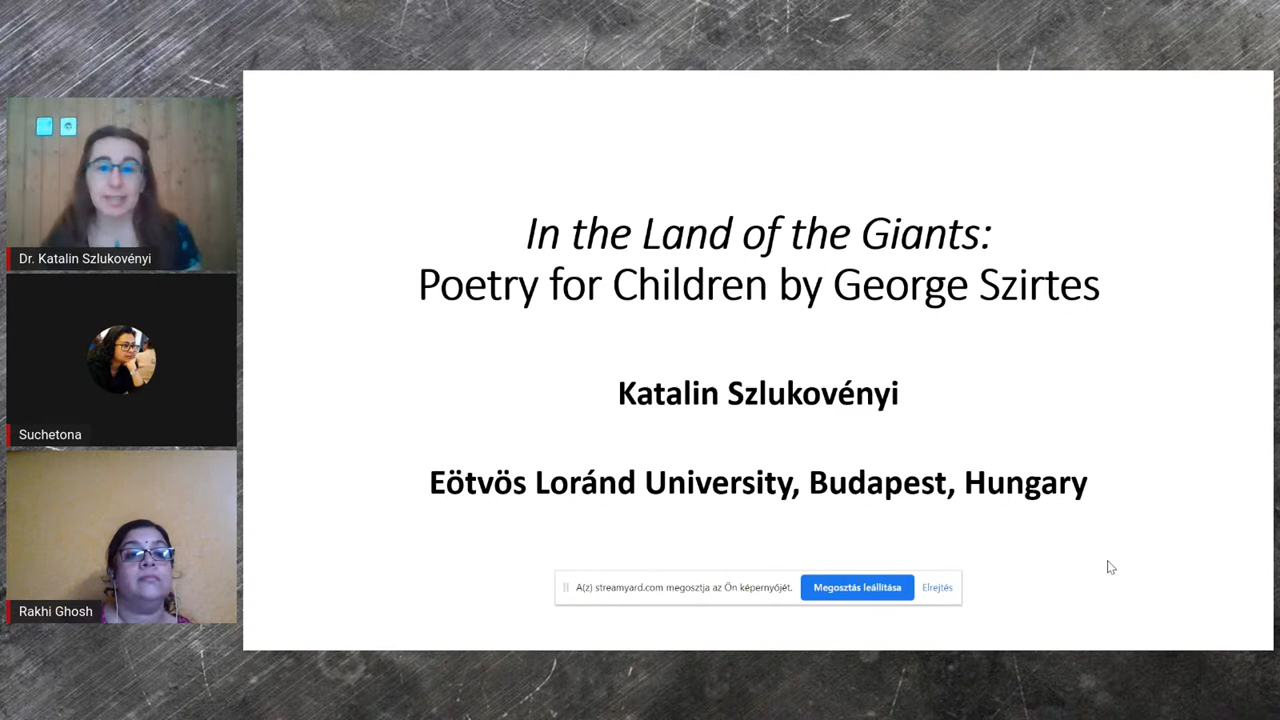 Dr. Katalin Szlukovényi
Suchetona
Rakhi Ghosh
In the Land of the Giants:
Poetry for Children by George Szirtes
Katalin Szlukovényi
Eötvös Loránd University, Budapest, Hungary
A(z) streamyard.com megosztja az Ön képernyőjét. Megosztás leállítása Elrejtés